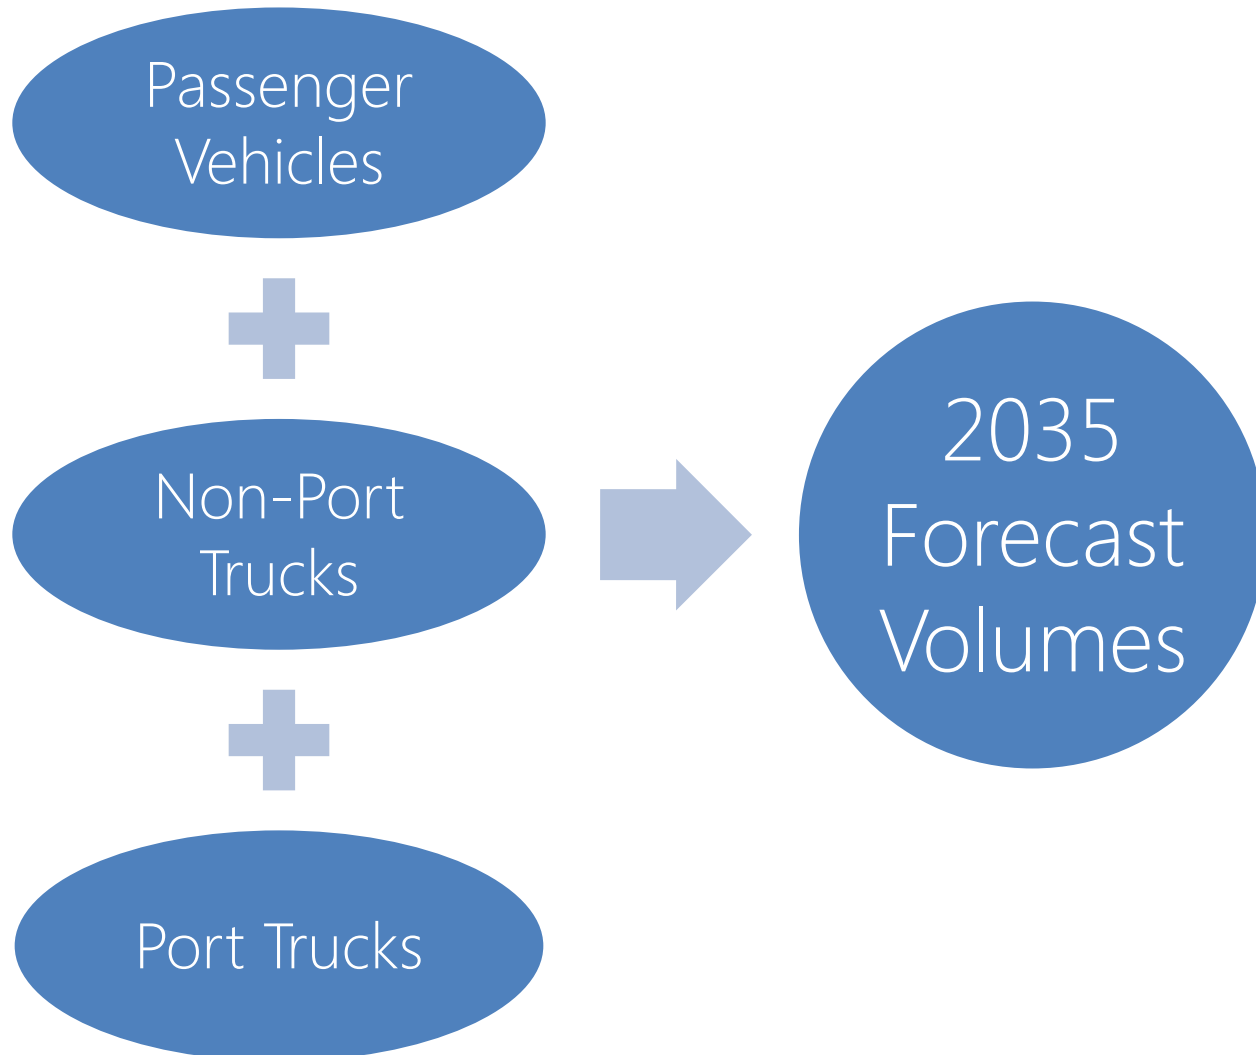 Passenger
Vehicles
Non-Port
Trucks
Port Trucks
2035
Forecast
Volumes